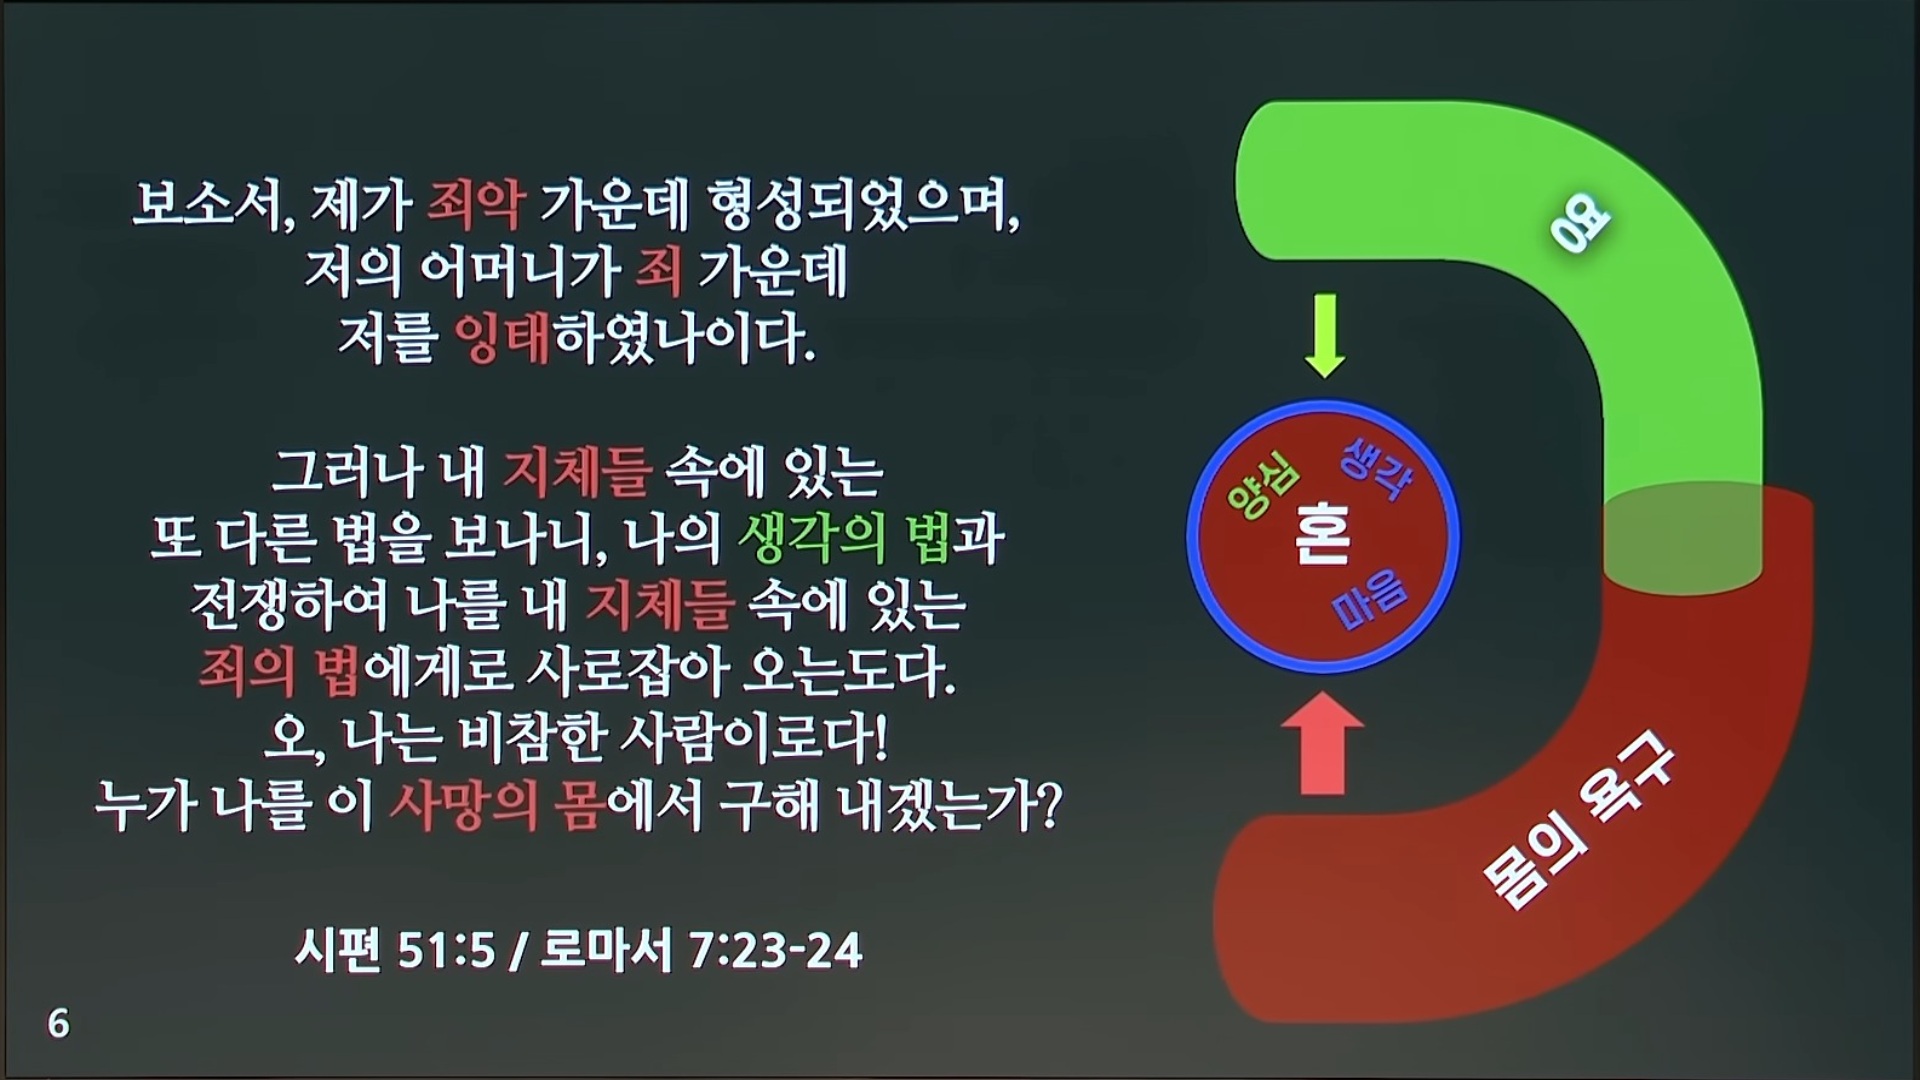 보소서, 제가 죄악 가운데 형성되었으며,
저의 어머니가 죄 가운데
저를 잉태하였나이다.
그러나 내 지체들 속에 있는
또 다른 법을 보나니, 나의 생각의 법과
전쟁하여 나를 내 지체들 속에 있는
죄의 법에게로 사로잡아 오는도다.
오, 나는 비참한 사람이로다!
누가 나를 이 사망의 몸에서 구해 내겠는가?
시편 51:5 / 로마서 7:23-24
6
영
양심
생각
혼
마음
몸의 욕구